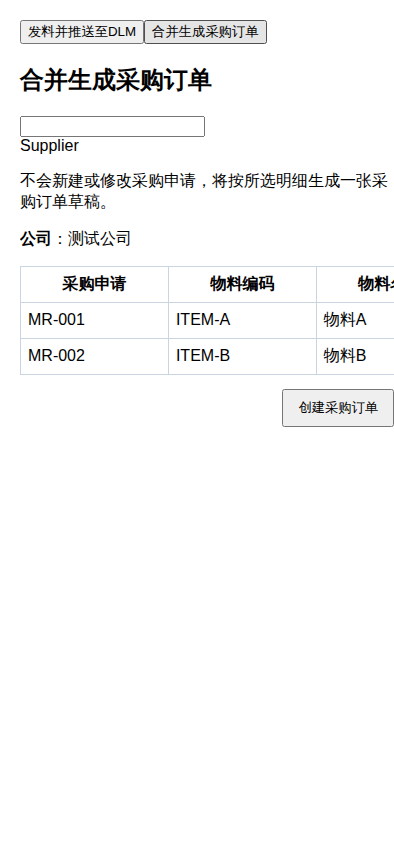 发料并推送至DLM 合并生成采购订单
合并生成采购订单
Supplier
不会新建或修改采购申请，将按所选明细生成一张采
购订单草稿。
公司：测试公司
采购申请 物料编码 物料
MR-001 ITEM-A 物料A
MR-002 ITEM-B 物料B
创建采购订单